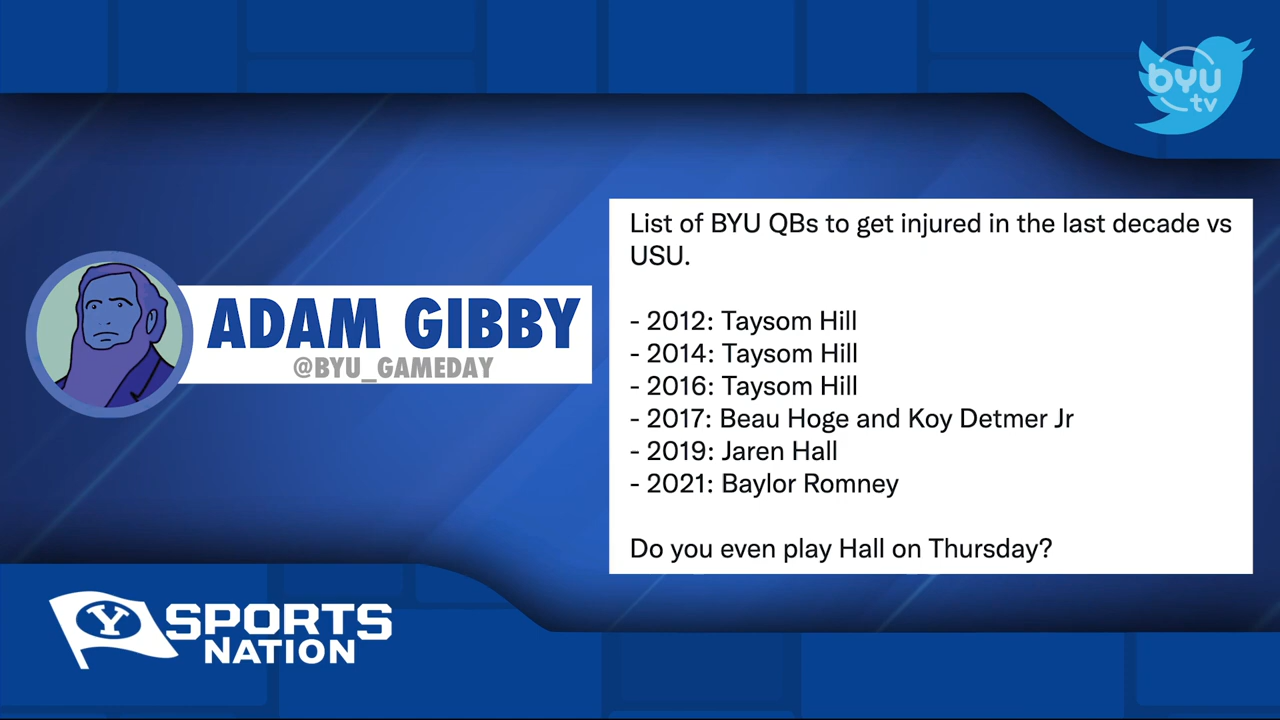 byu
tv
List of BYU QBs to get injured in the last decade vs
USU.
- 2012: Taysom Hill
- 2014: Taysom Hill
- 2016: Taysom Hill
- 2017: Beau Hoge and Koy Detmer Jr
- 2019: Jaren Hall
- 2021: Baylor Romney
Do you even play Hall on Thursday?
ADAM GIBBY
@BYU_GAMEDAY
Y SPORTS
NATION